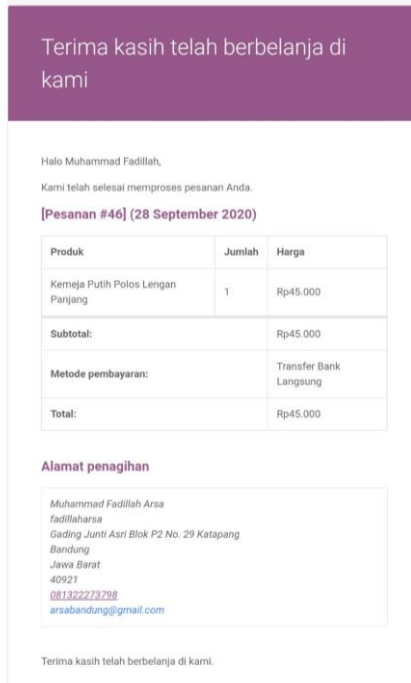 Terima kasih telah berbelanja di
kami
Halo Muhammad Fadillah,
Kami telah selesai memproses pesanan Anda.
[Pesanan #46] (28 September 2020)
Produk Jumlah Harga
Kemeja Putih Polos Lengan
Panjang
1
Rp45.000
Subtotal: Rp45.000
Metode pembayaran:
Transfer Bank
Langsung
Total: Rp45.000
Alamat penagihan
Muhammad Fadillah Arsa
fadillaharsa
Gading Junti Asri Blok P2 No. 29 Katapang
Bandung
Jawa Barat
40921
081322273798
arsabandung@gmail.com
Terima kasih telah berbelanja di kami.